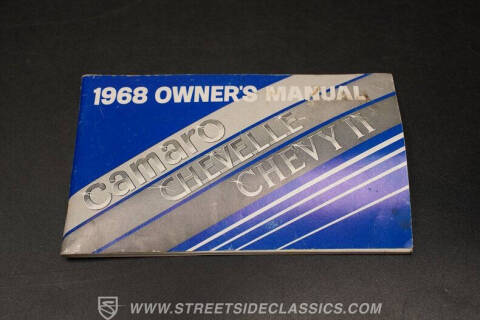 1968 OWNER'S MANUAL
camaro
CHEVELLE
CHEVY II
WWW.STREETSIDECLASSICS.COM